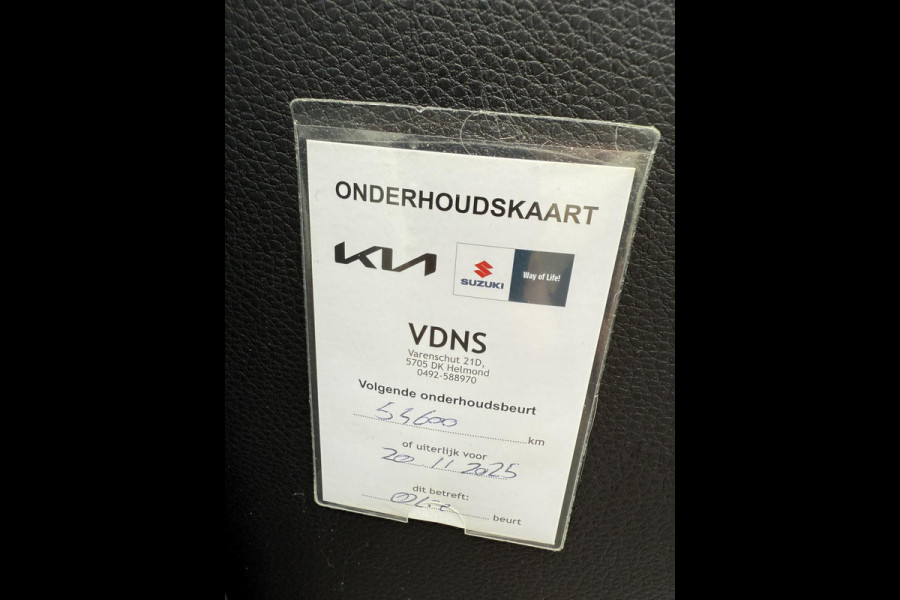 ONDERHOUDSKAART
KIA
SUZUKI
Way of Life!
VDNS
Varenschut 21D,
5705 DK Helmond
0492-588970
Volgende onderhoudsbeurt
km
of uiterlijk voor
20 11 2025
dit betreft:
Olie
beurt